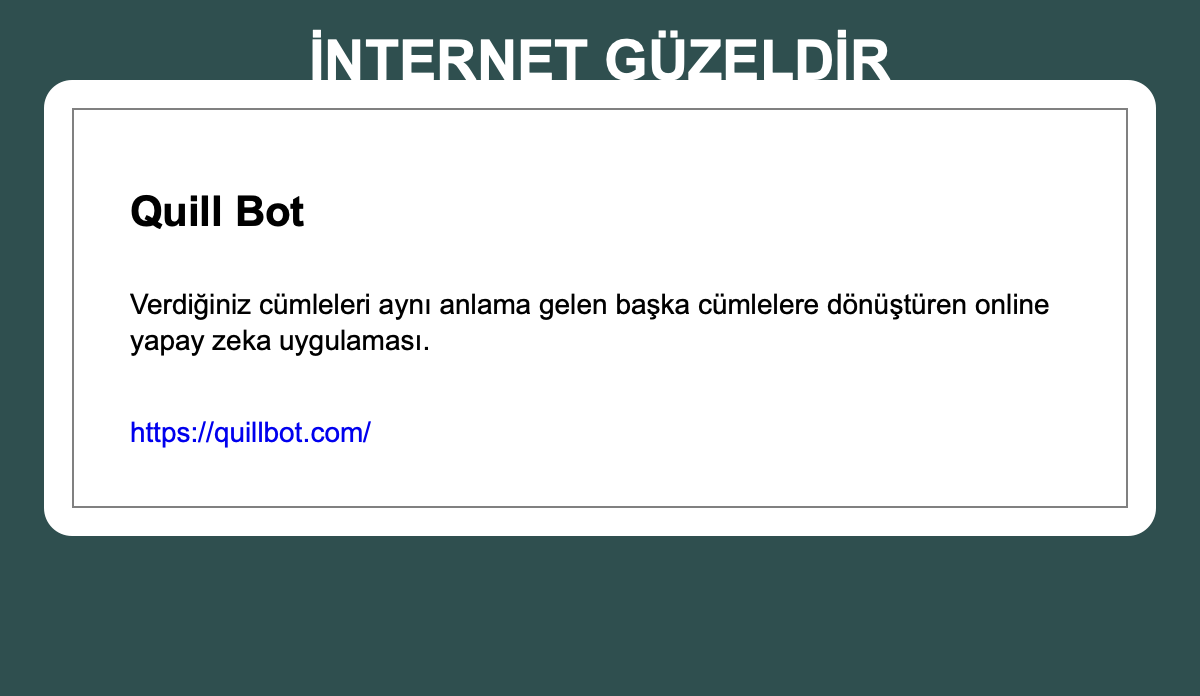 İNTERNET GÜZELDİR
Quill Bot
Verdiğiniz cümleleri aynı anlama gelen başka cümlelere dönüştüren online
yapay zeka uygulaması.
https://quillbot.com/